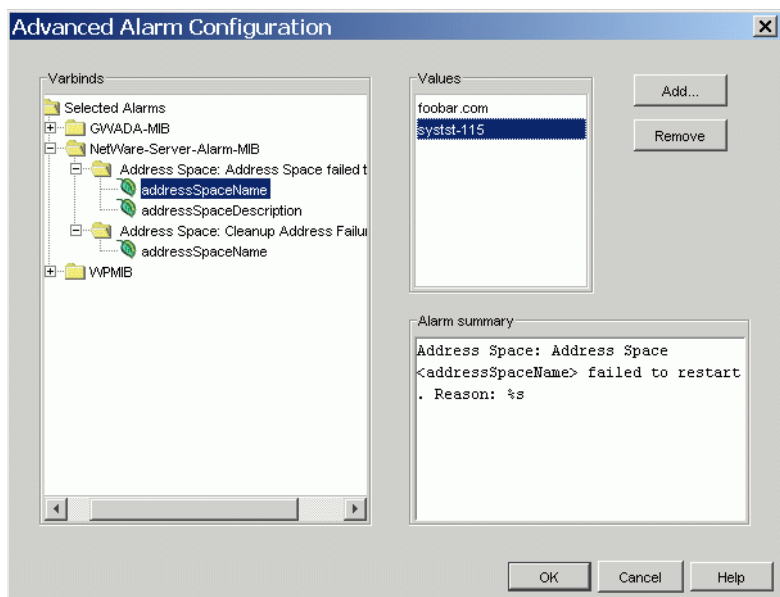 Advanced Alarm Configuration
Varbinds
Selected Alarms
GWADA-MIB
NetWare-Server-Alarm-MIB
Address Space: Address Space failed t
addressSpaceName
addressSpaceDescription
Address Space: Cleanup Address Failur
addressSpaceName
WPMIB
Values
foobar.com
systst-115
Add...
Remove
Alarm summary
Address Space: Address Space
<addressSpaceName> failed to restart
. Reason: %s
OK
Cancel
Help